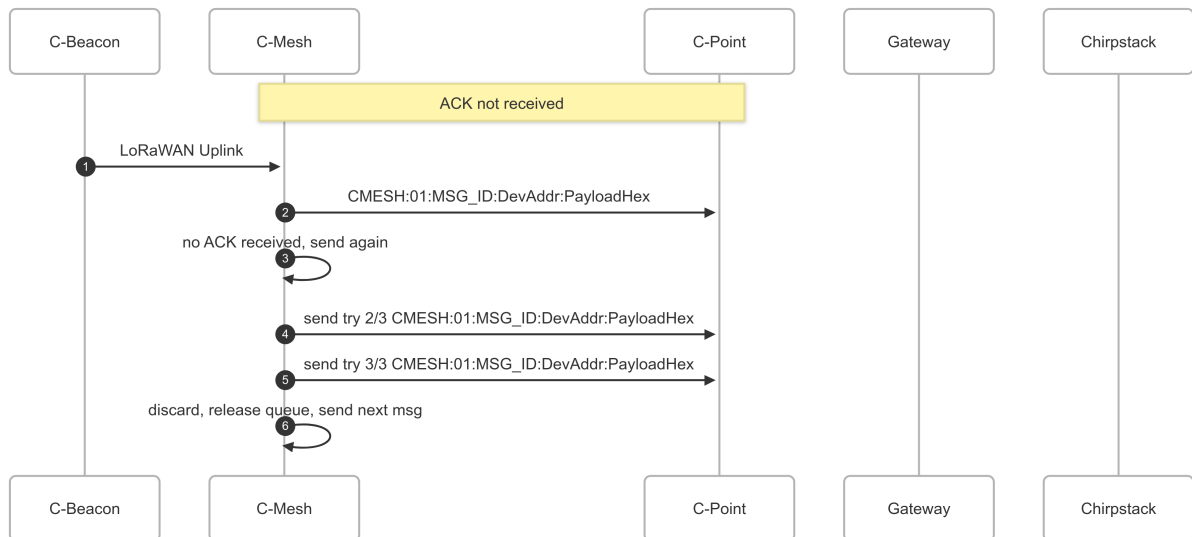 C-Beacon
C-Mesh
C-Point
Gateway
Chirpstack
ACK not received
LoRaWAN Uplink
1
CMESH:01:MSG_ID:DevAddr:PayloadHex
2
no ACK received, send again
3
send try 2/3 CMESH:01:MSG_ID:DevAddr:PayloadHex
4
send try 3/3 CMESH:01:MSG_ID:DevAddr:PayloadHex
5
discard, release queue, send next msg
6
C-Beacon
C-Mesh
C-Point
Gateway
Chirpstack